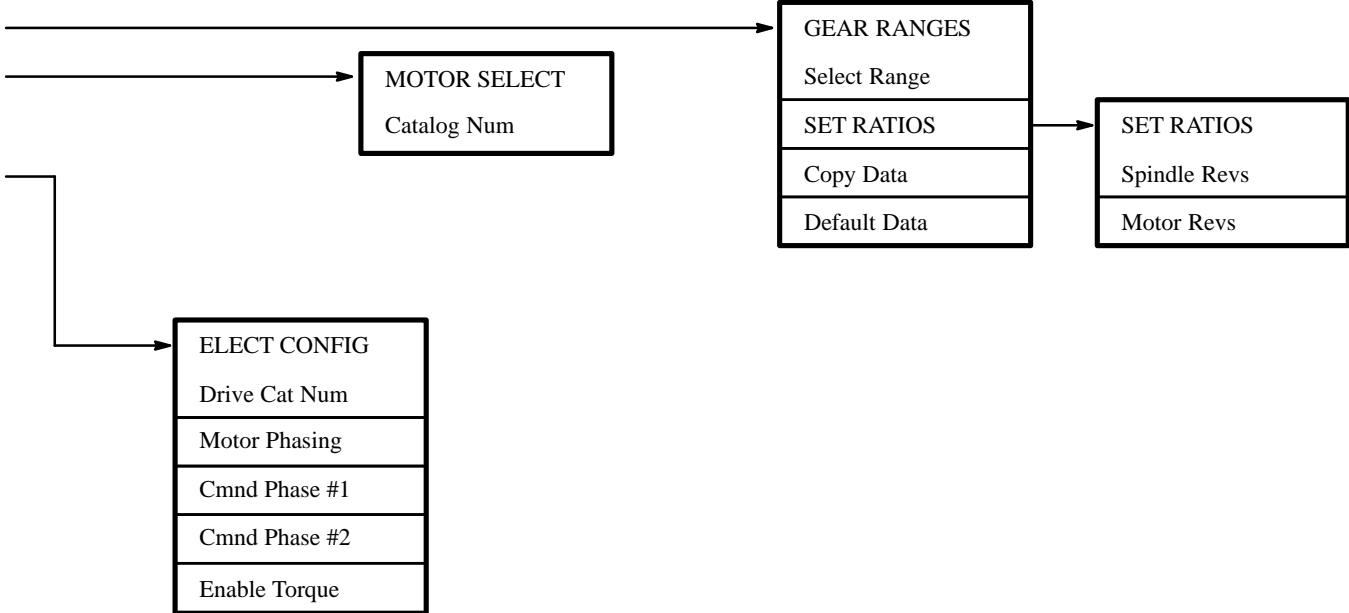 GEAR RANGES
Select Range
SET RATIOS
Copy Data
Default Data
MOTOR SELECT
Catalog Num
SET RATIOS
Spindle Revs
Motor Revs
ELECT CONFIG
Drive Cat Num
Motor Phasing
Cmnd Phase #1
Cmnd Phase #2
Enable Torque